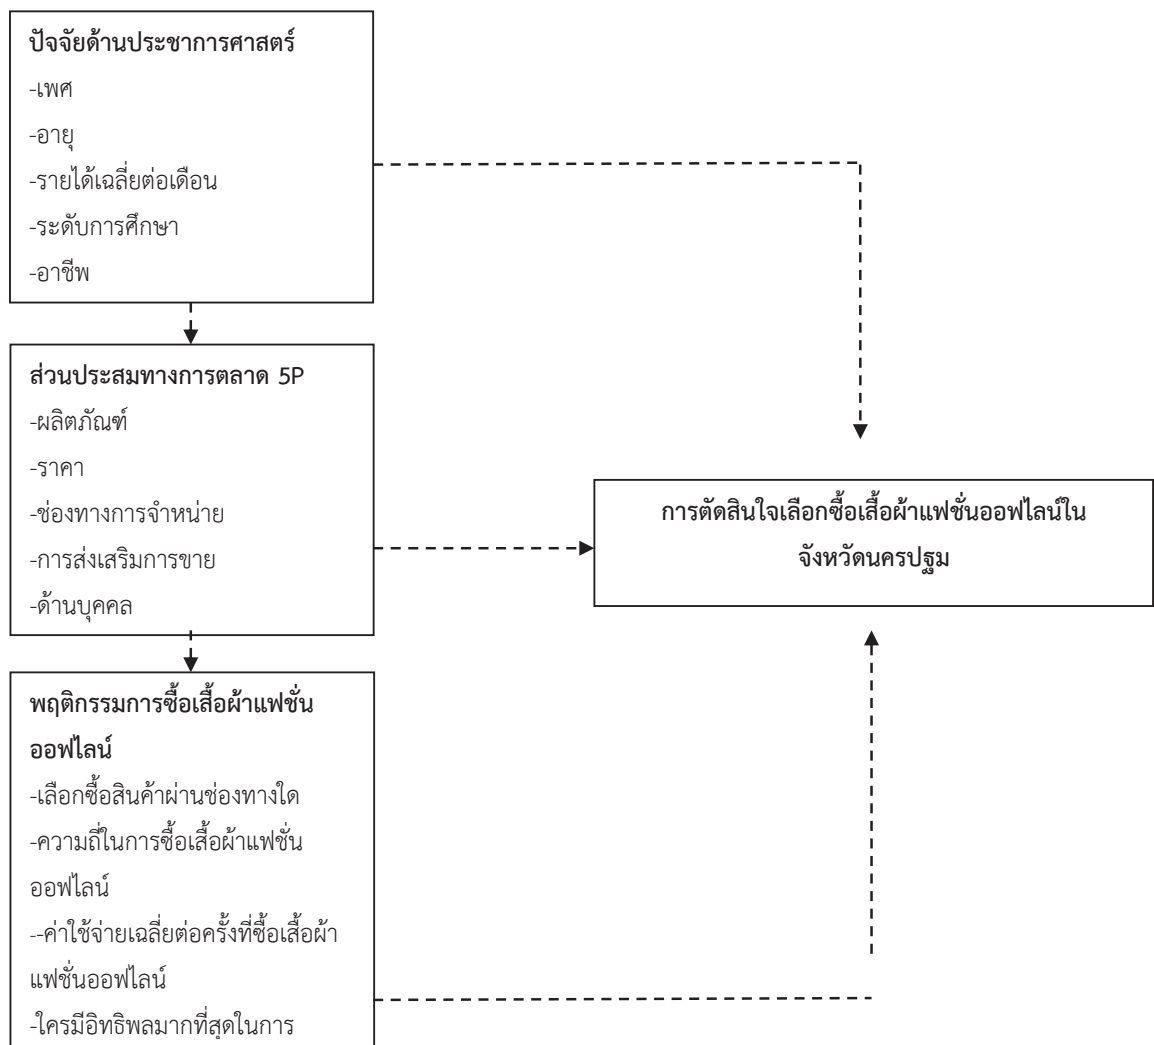 ปัจจัยด้านประชาการศาสตร์
-เพศ
-อายุ
-รายได้เฉลี่ยต่อเดือน
-ระดับการศึกษา
-อาชีพ
ส่วนประสมทางการตลาด 5P
-ผลิตภัณฑ์
-ราคา
-ช่องทางการจำหน่าย
-การส่งเสริมการขาย
-ด้านบุคคล
การตัดสินใจเลือกซื้อเสื้อผ้าแฟชั่นออฟไลน์ใน
จังหวัดนครปฐม
พฤติกรรมการซื้อเสื้อผ้าแฟชั่น
ออฟไลน์
-เลือกซื้อสินค้าผ่านช่องทางใด
-ความถี่ในการซื้อเสื้อผ้าแฟชั่น
ออฟไลน์
--ค่าใช้จ่ายเฉลี่ยต่อครั้งที่ซื้อเสื้อผ้า
แฟชั่นออฟไลน์
-ใครมีอิทธิพลมากที่สุดในการ